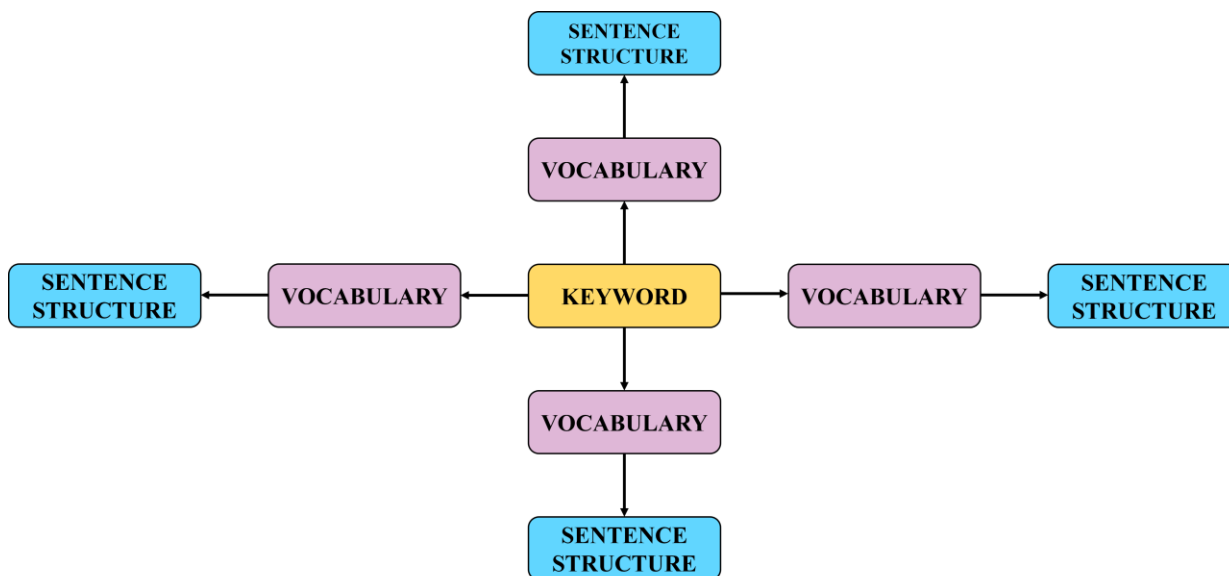 SENTENCE
STRUCTURE
VOCABULARY
SENTENCE
STRUCTURE
VOCABULARY
KEYWORD
VOCABULARY
SENTENCE
STRUCTURE
VOCABULARY
SENTENCE
STRUCTURE